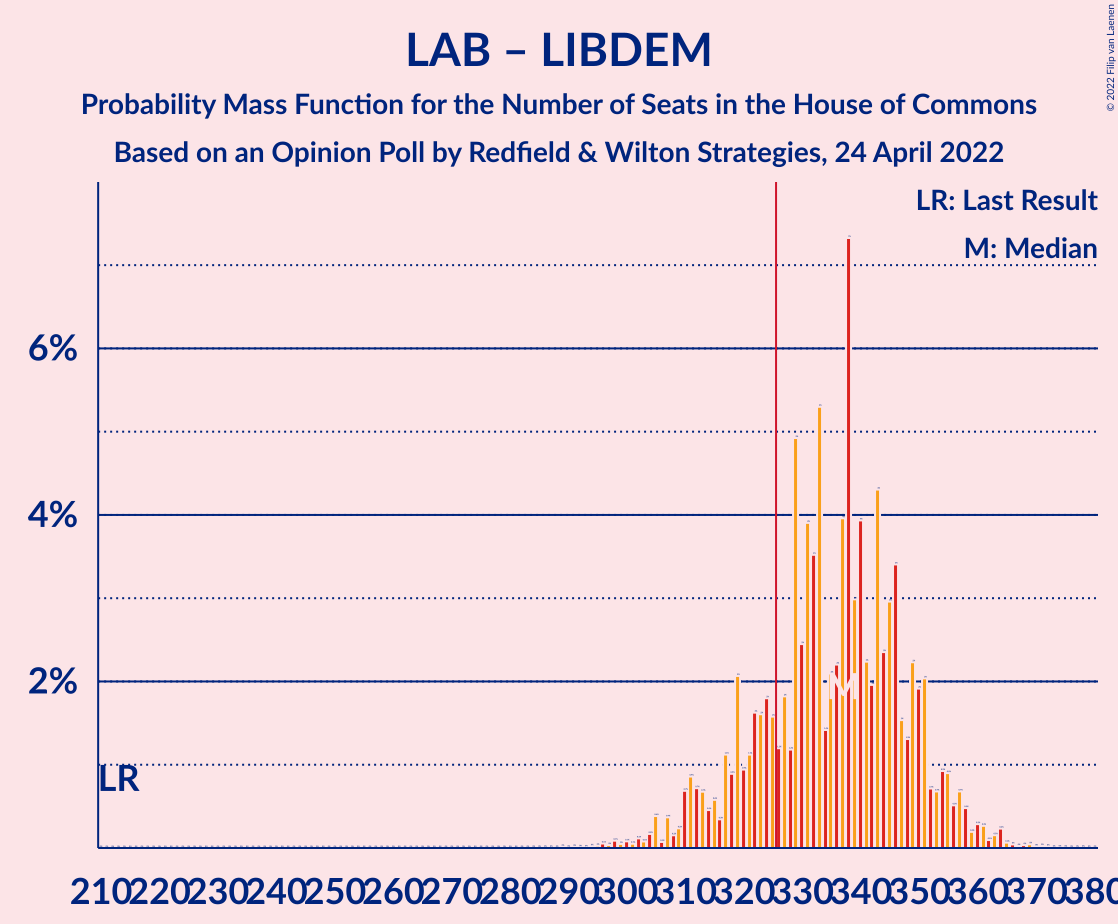 LAB – LIBDEM
Probability Mass Function for the Number of Seats in the House of Commons
Based on an Opinion Poll by Redfield & Wilton Strategies, 24 April 2022
© 2022 Filip van Laenen
LR: Last Result
M: Median
6%
4%
2%
LR
M
210 220 230 240 250 260 270 280 290 300 310 320 330 340 350 360 370 380